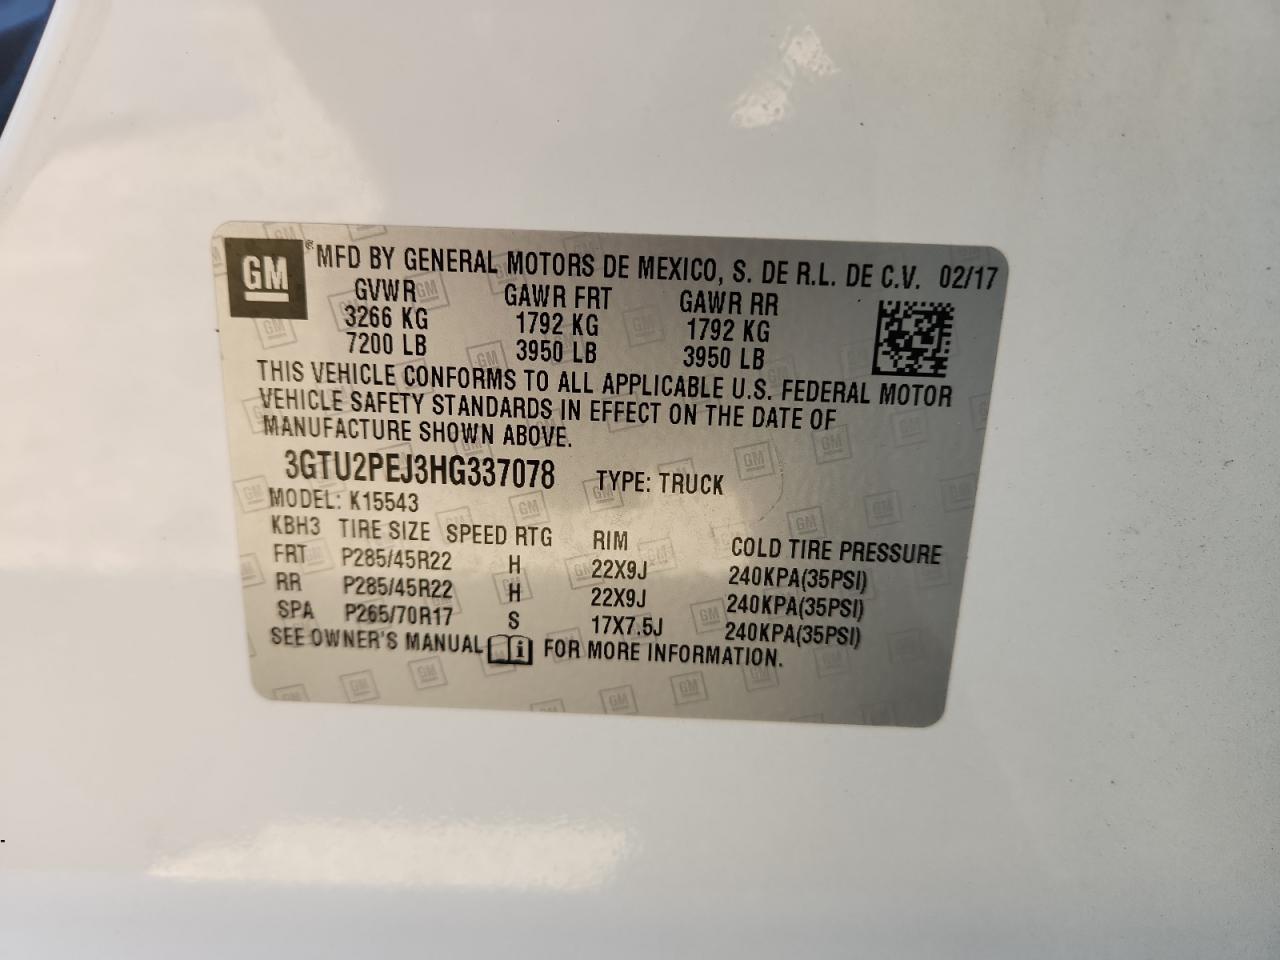 GM ® MFD BY GENERAL MOTORS DE MEXICO, S. DE R.L. DE C.V. 02/17
GVWR GAWR FRT GAWR RR
3266 KG 1792 KG 1792 KG
7200 LB 3950 LB 3950 LB
THIS VEHICLE CONFORMS TO ALL APPLICABLE U.S. FEDERAL MOTOR
VEHICLE SAFETY STANDARDS IN EFFECT ON THE DATE OF
MANUFACTURE SHOWN ABOVE.
3GTU2PEJ3HG337078 TYPE: TRUCK
MODEL: K15543
KBH3 TIRE SIZE SPEED RTG RIM COLD TIRE PRESSURE
FRT P285/45R22 H 22X9J 240KPA(35PSI)
RR P285/45R22 H 22X9J 240KPA(35PSI)
SPA P265/70R17 S 17X7.5J 240KPA(35PSI)
SEE OWNER'S MANUAL i FOR MORE INFORMATION.